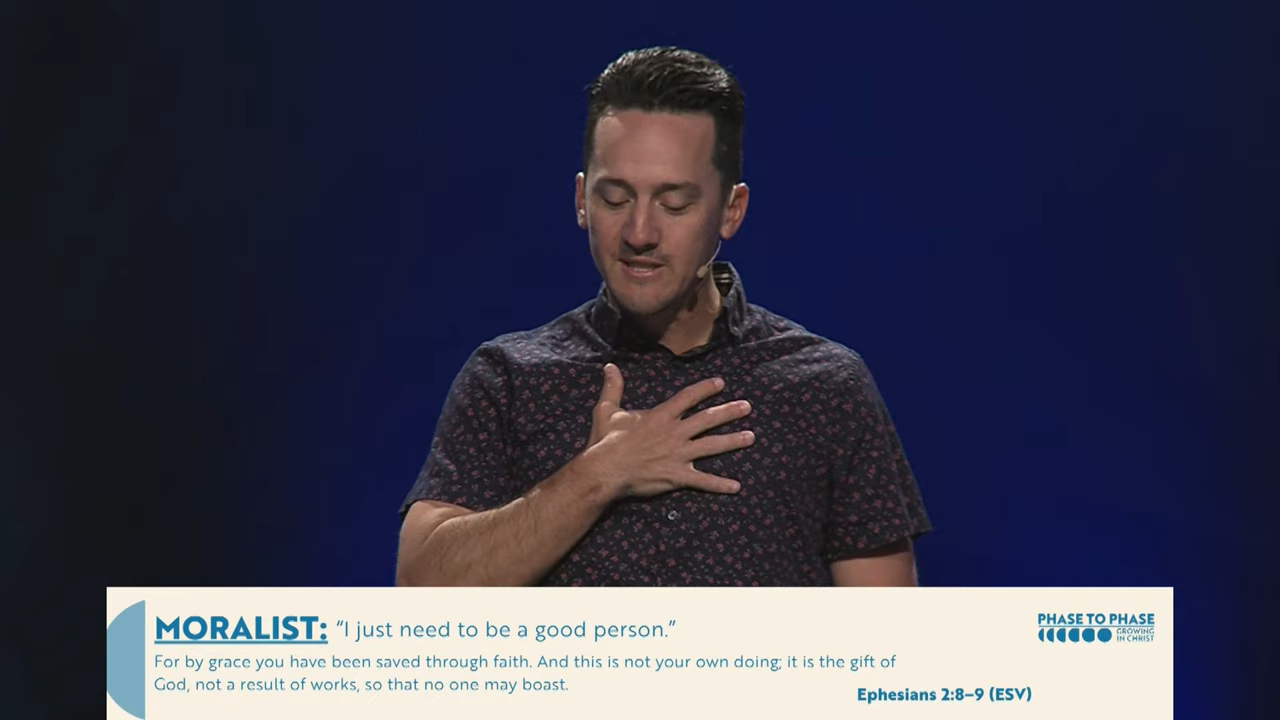 MORALIST: “I just need to be a good person.”
For by grace you have been saved through faith. And this is not your own doing; it is the gift of
God, not a result of works, so that no one may boast.
Ephesians 2:8–9 (ESV)
PHASE TO PHASE
GROWING
IN CHRIST